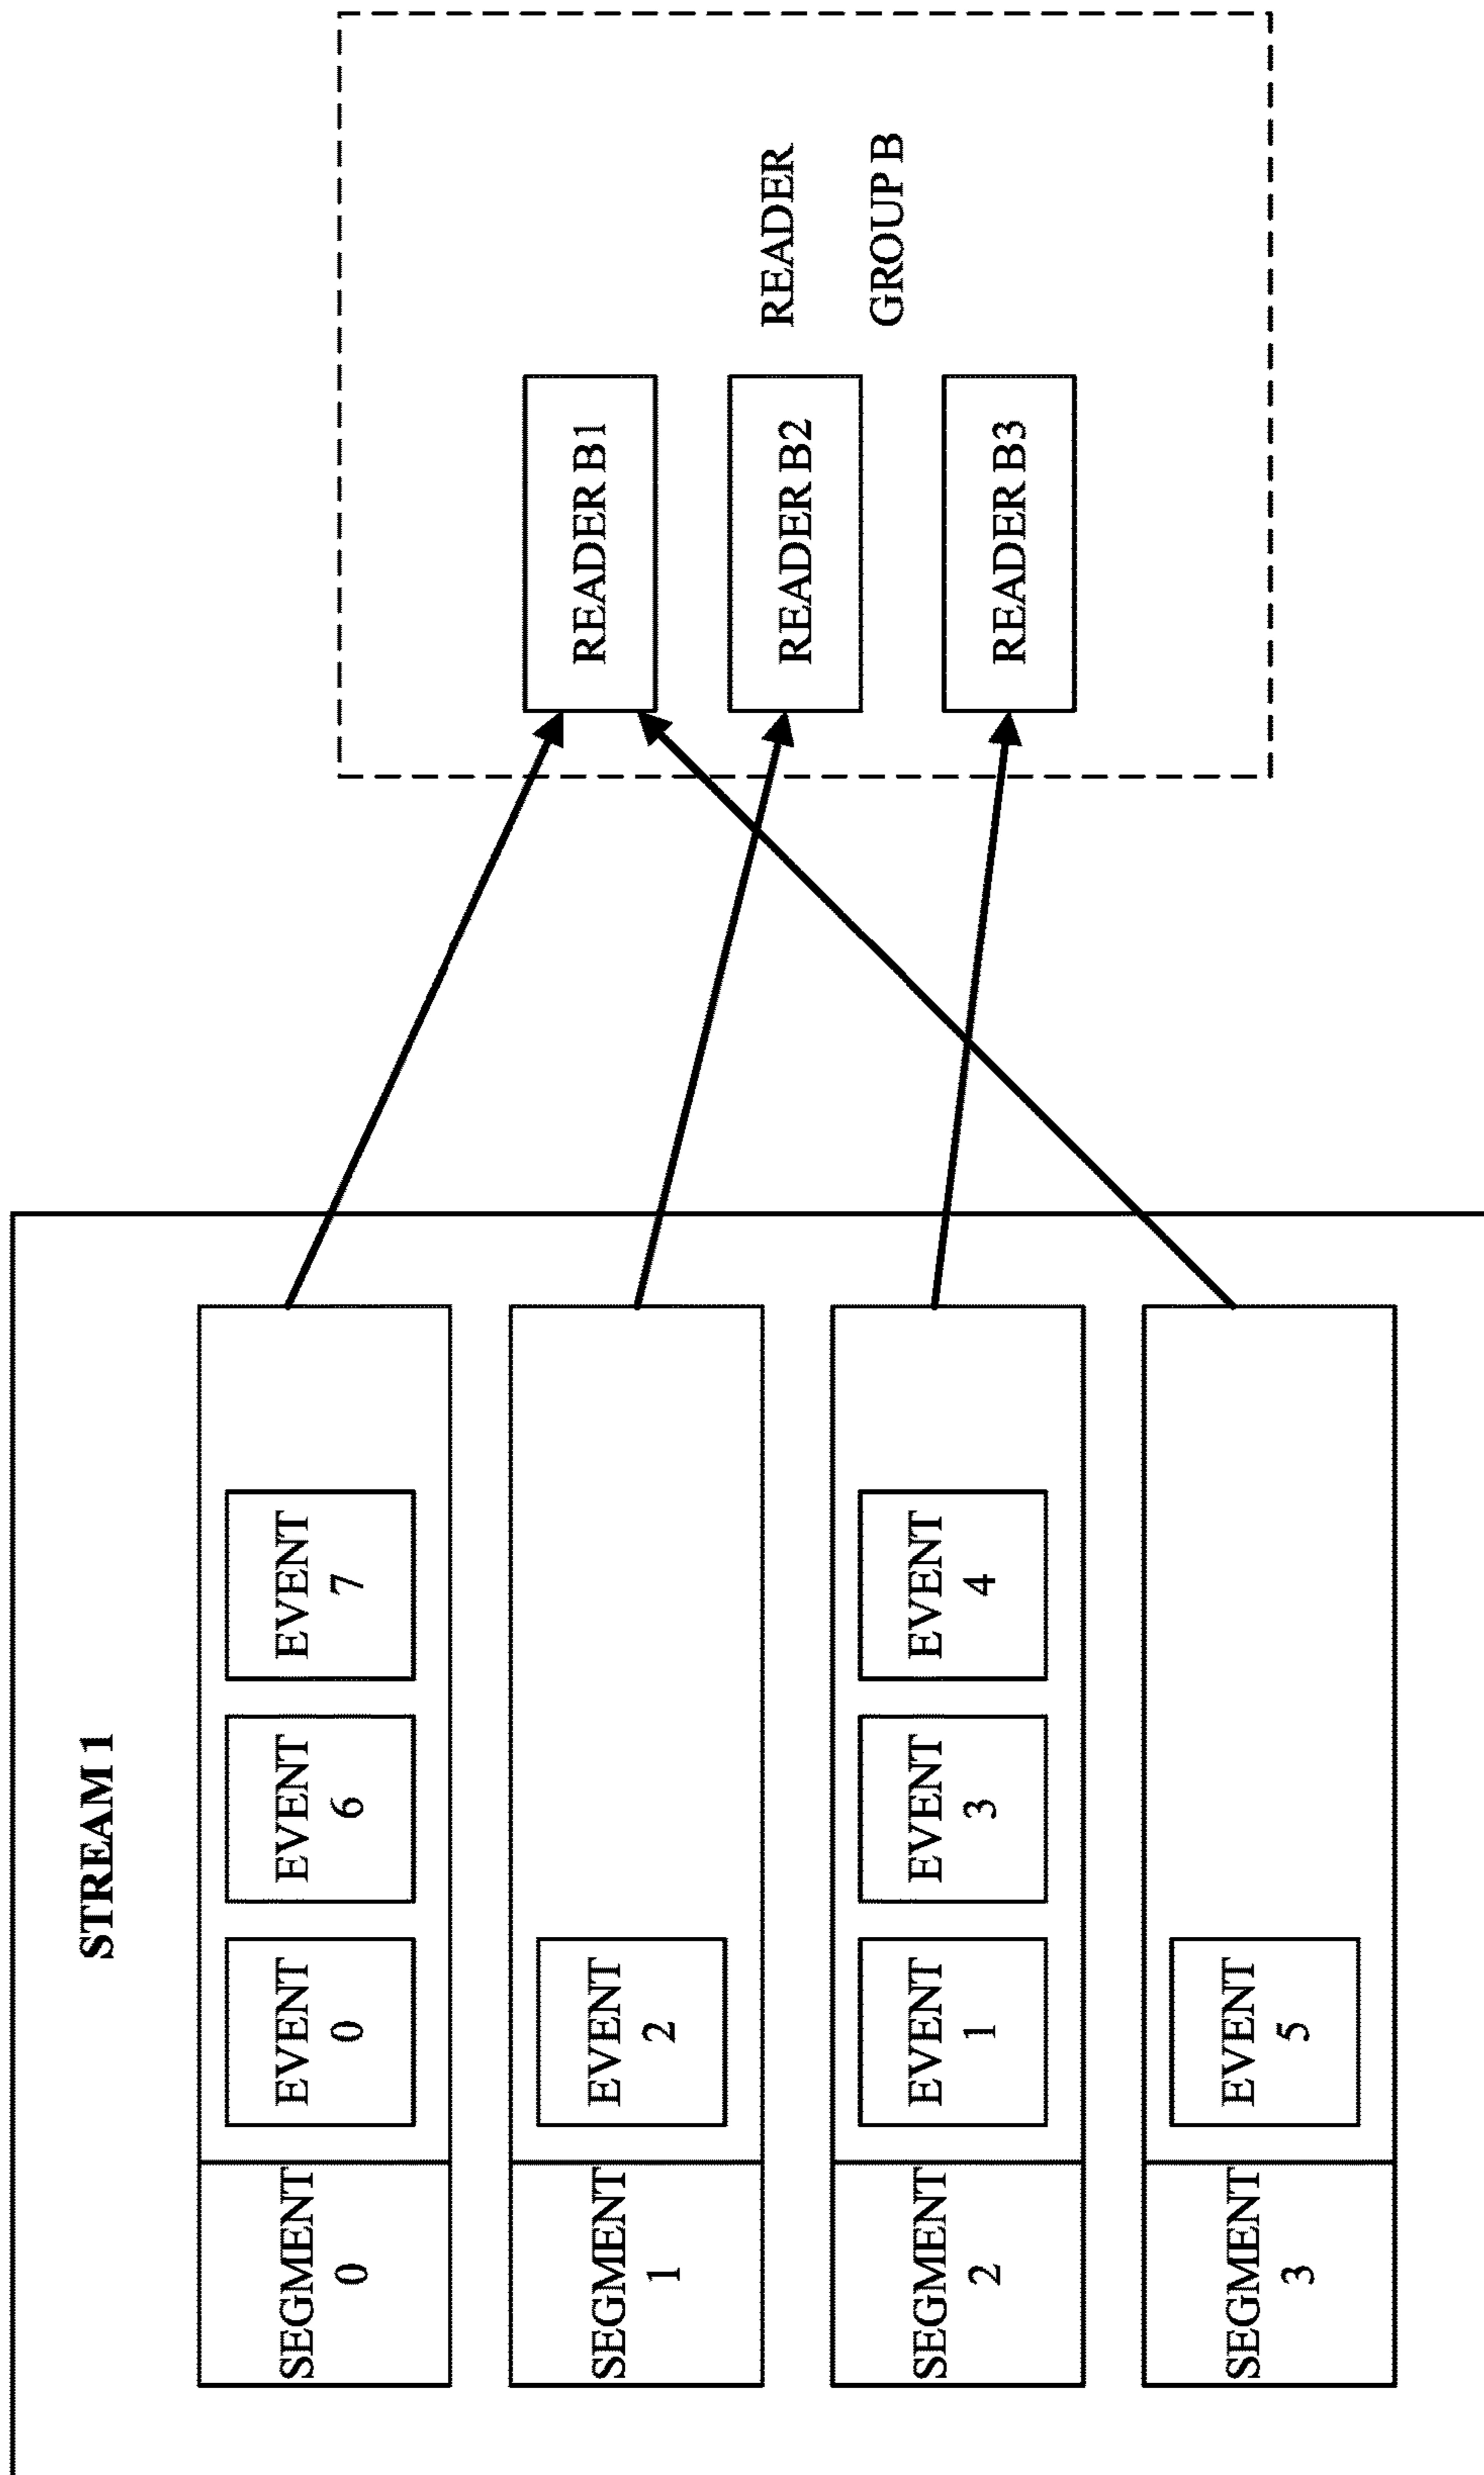 STREAM 1
SEGMENT
0
EVENT
0
EVENT
6
EVENT
7
SEGMENT
1
EVENT
2
SEGMENT
2
EVENT
1
EVENT
3
EVENT
4
SEGMENT
3
EVENT
5
READER B1
READER B2
READER B3
READER
GROUP B